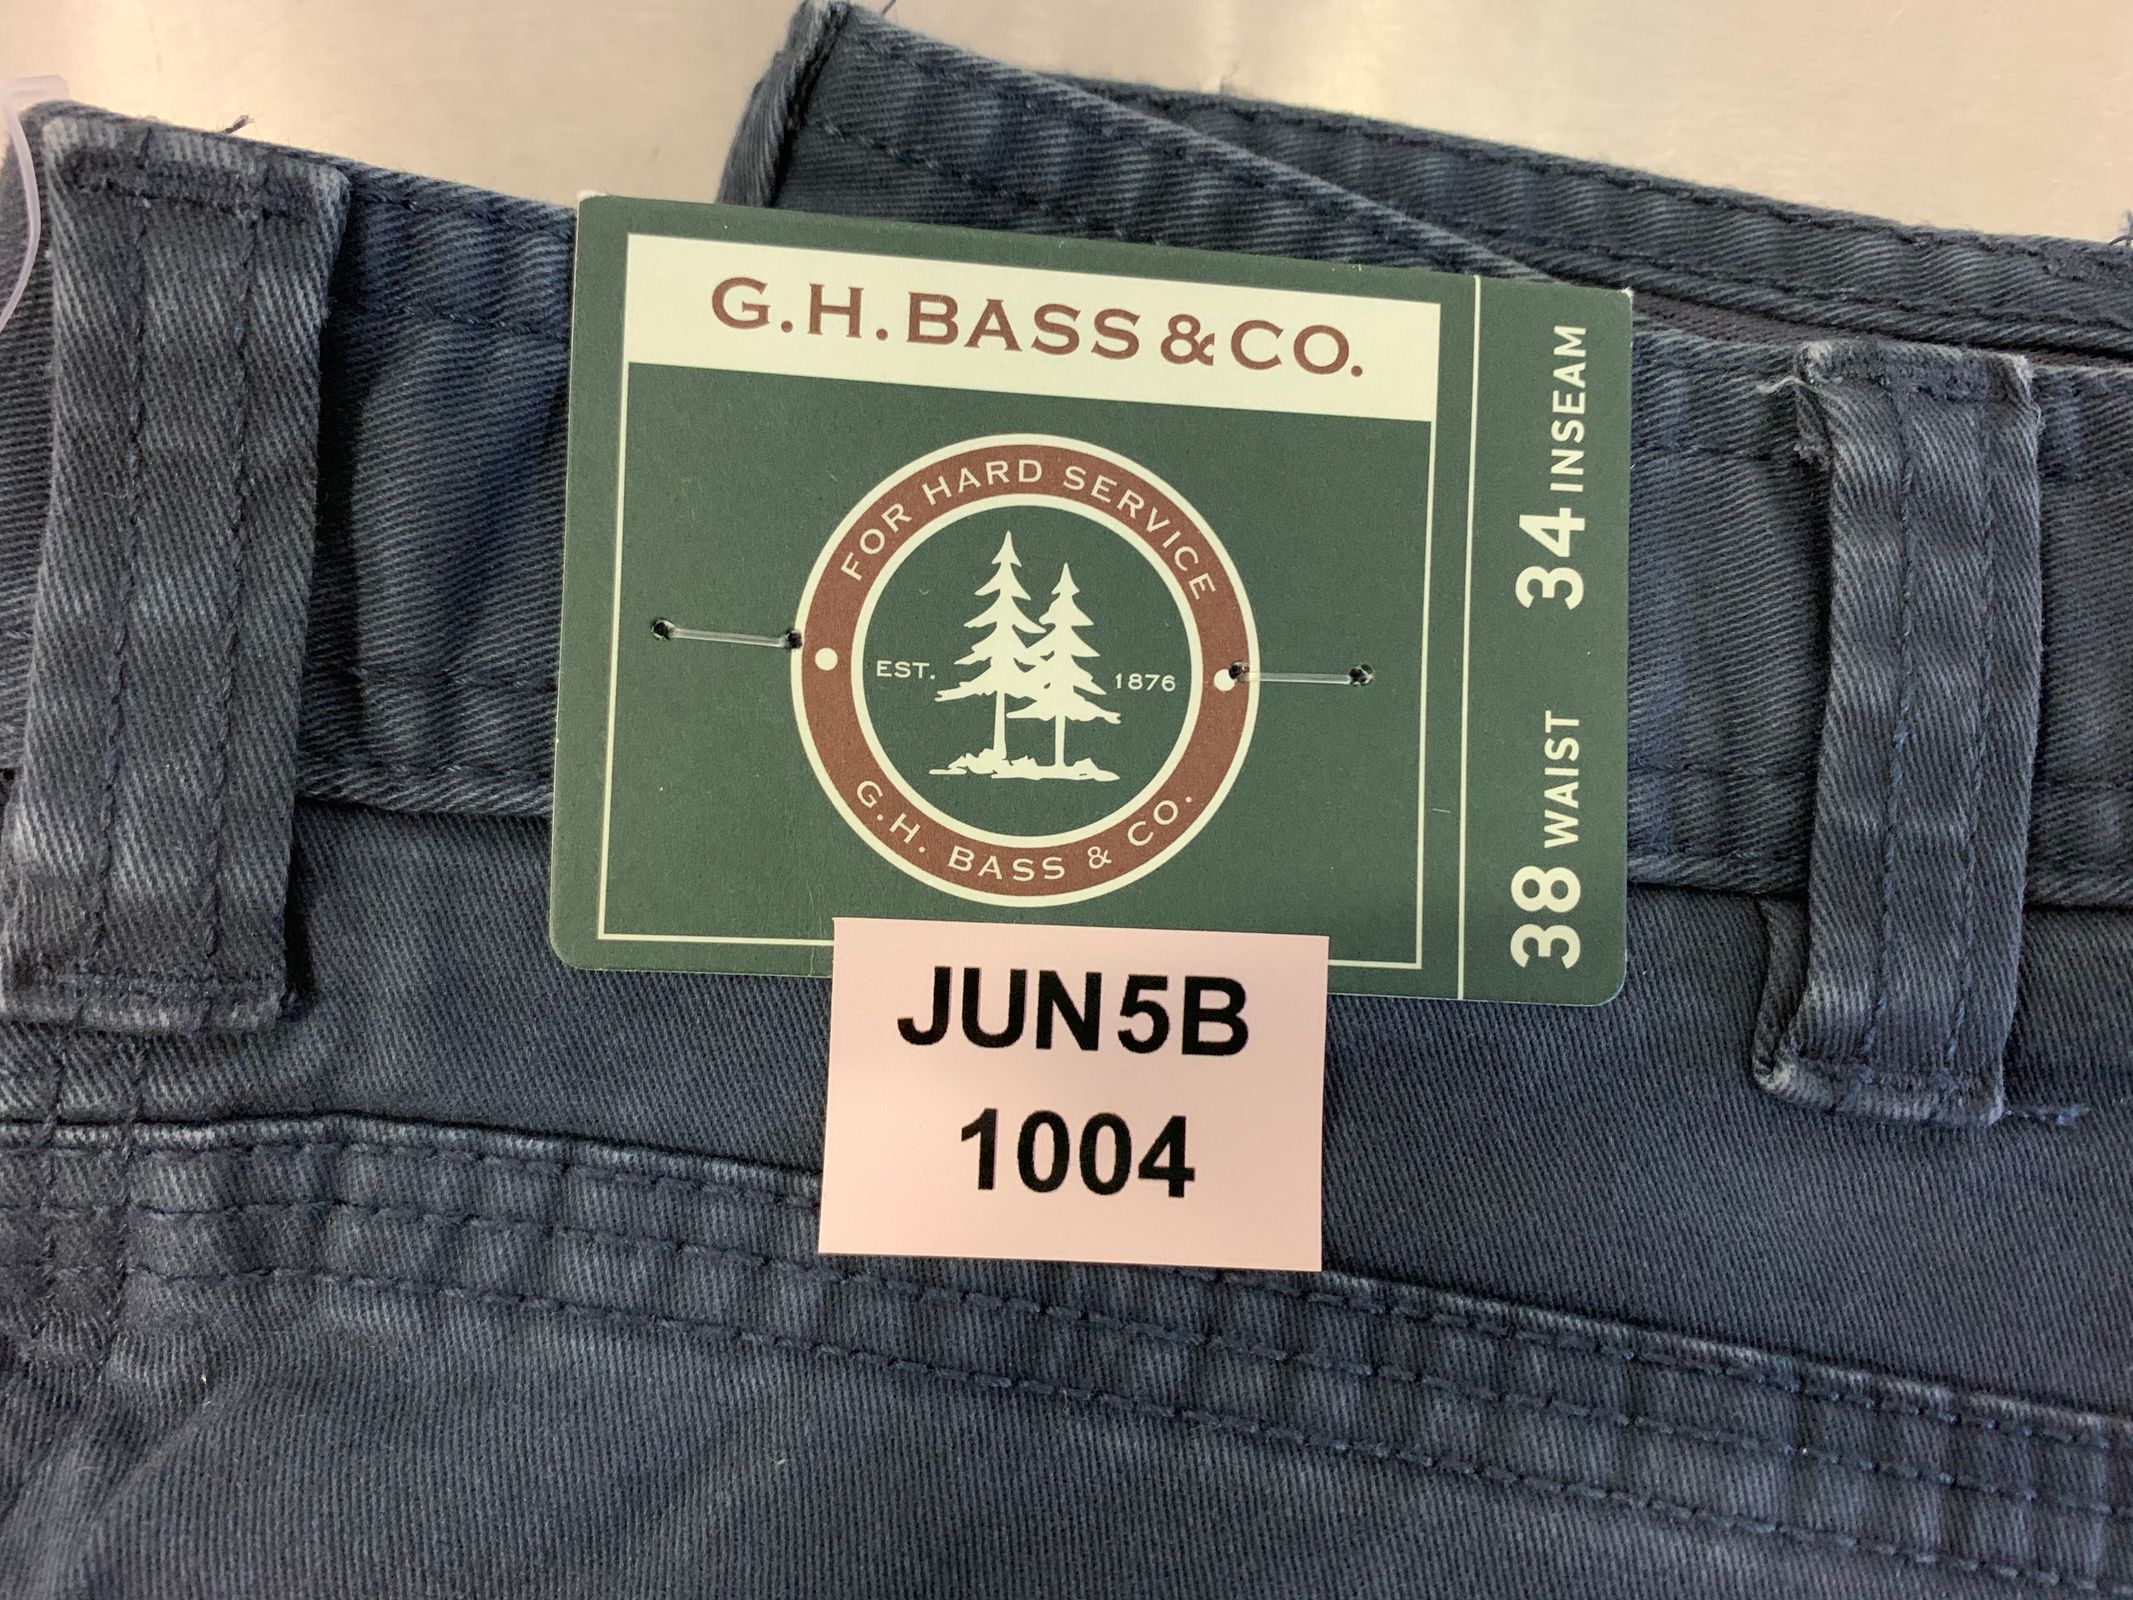 G.H.BASS & CO.
FOR HARD SERVICE
EST. 1876
G.H. BASS & CO.
38 WAIST 34 INSEAM
JUN5B
1004